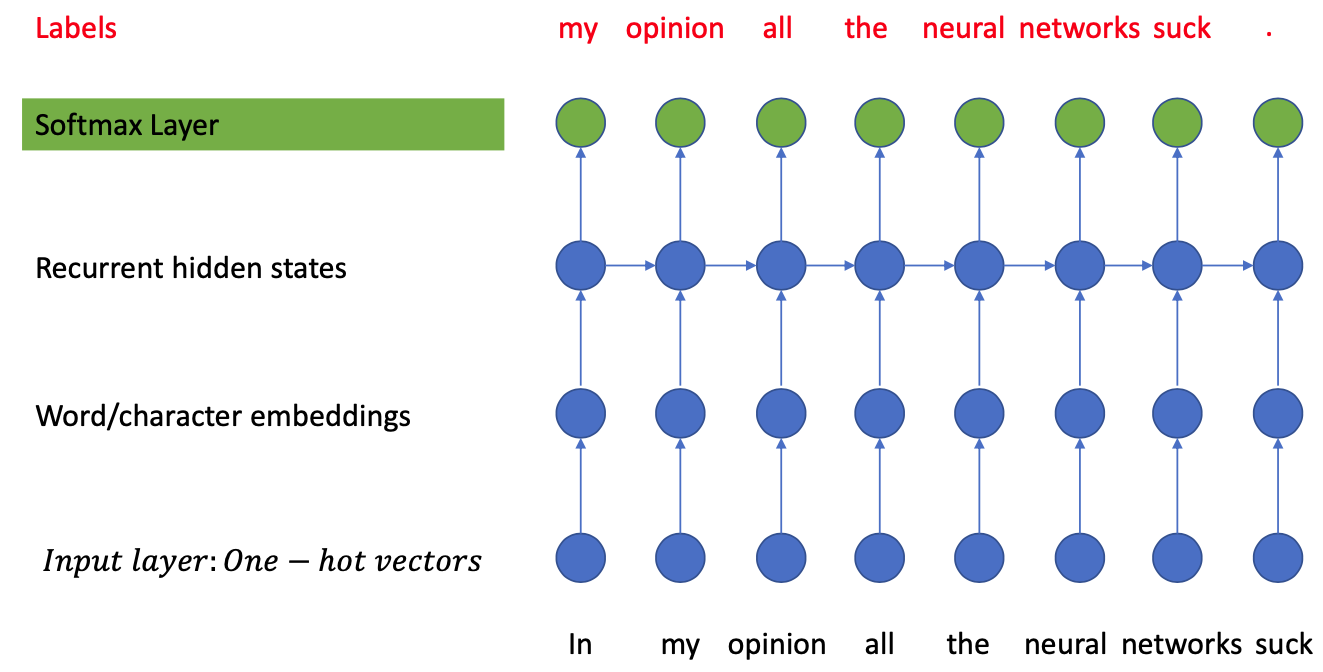 Labels my opinion all the neural networks suck .
Softmax Layer
Recurrent hidden states
Word/character embeddings
Input layer: One − hot vectors
In my opinion all the neural networks suck